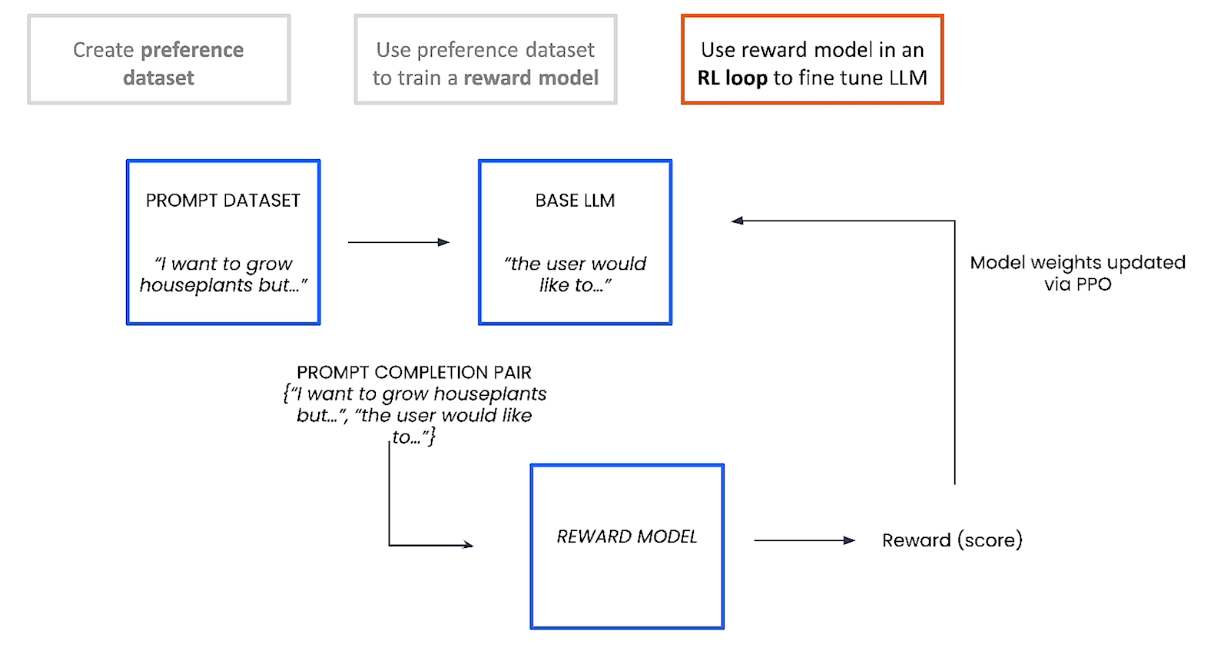 Create preference
dataset
Use preference dataset
to train a reward model
Use reward model in an
RL loop to fine tune LLM
PROMPT DATASET
“I want to grow
houseplants but…”
BASE LLM
“the user would
like to…”
Model weights updated
via PPO
PROMPT COMPLETION PAIR
{“I want to grow houseplants
but…”, “the user would like
to…”}
REWARD MODEL
Reward (score)